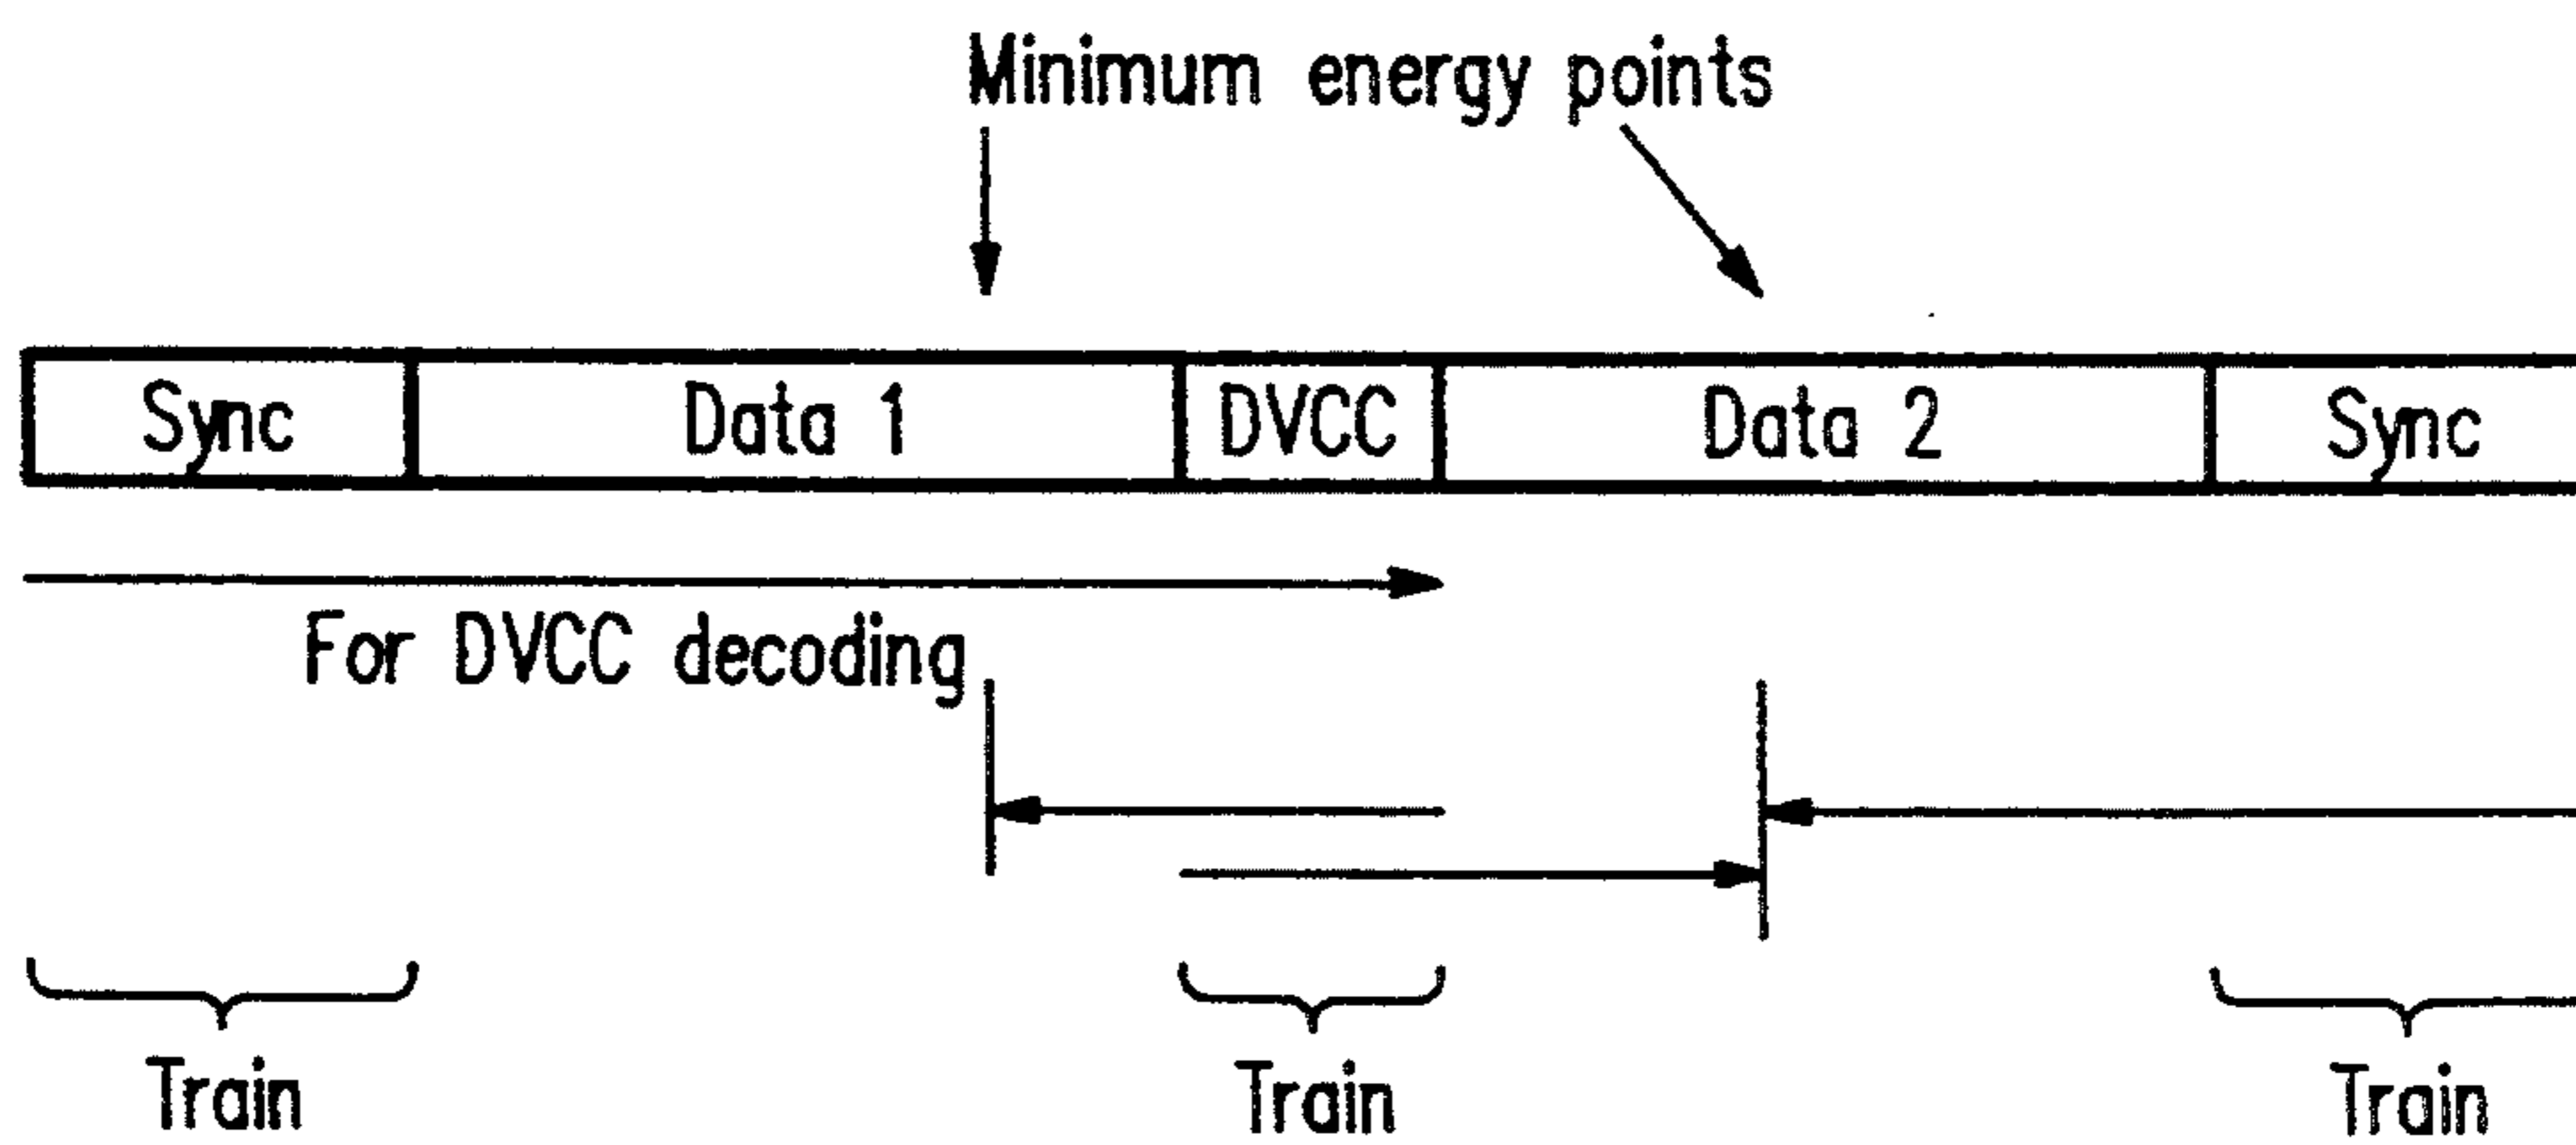 Minimum energy points
Sync Data 1 DVCC Data 2 Sync
For DVCC decoding
Train Train Train